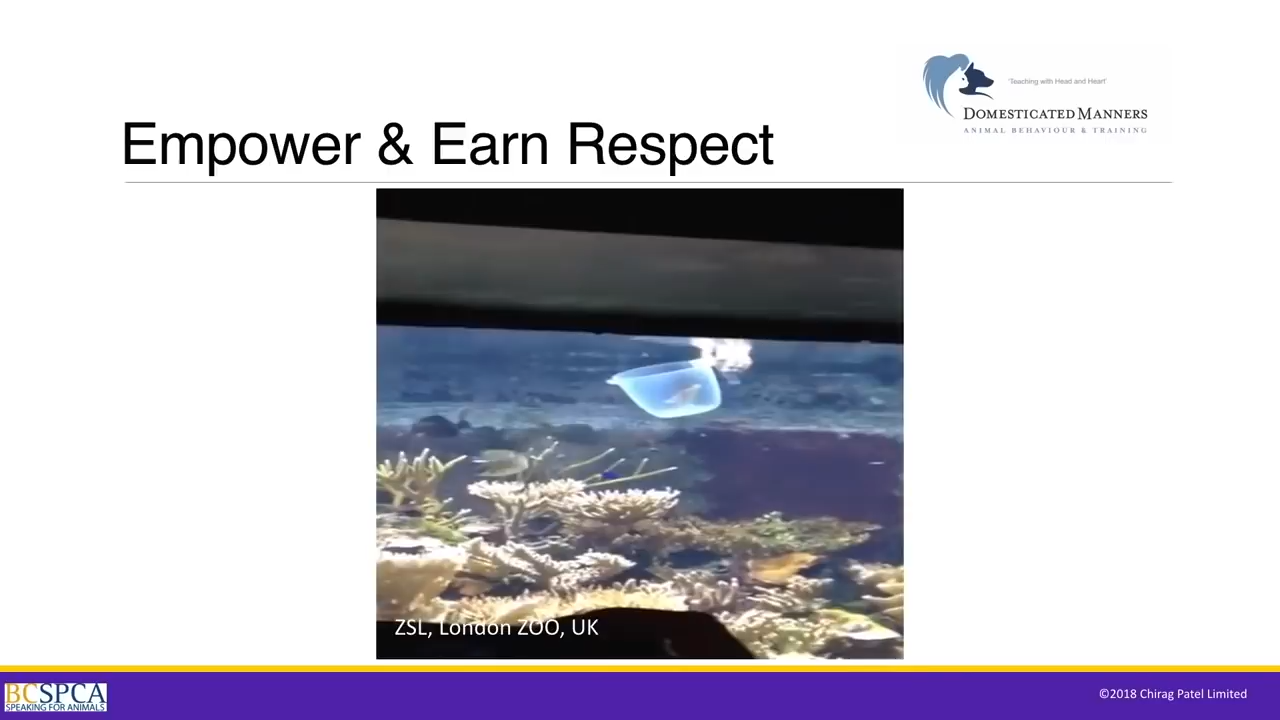 'Teaching with Head and Heart'
DOMESTICATED MANNERS
ANIMAL BEHAVIOUR & TRAINING
Empower & Earn Respect
ZSL, London ZOO, UK
BCSPCA
SPEAKING FOR ANIMALS
©2018 Chirag Patel Limited